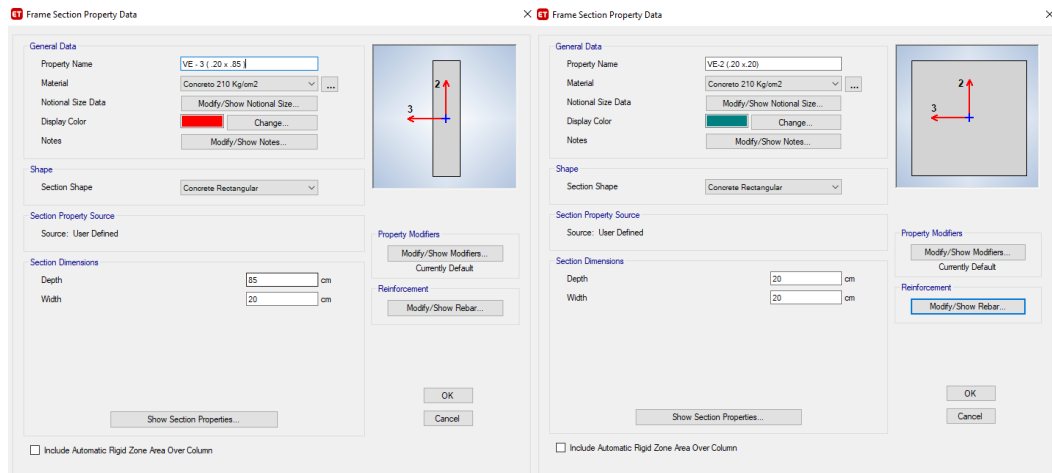 ET Frame Section Property Data
General Data
Property Name VE - 3 ( .20 x .85 )
Material Concreto 210 Kg/cm2 ...
Notional Size Data Modify/Show Notional Size...
Display Color Change...
Notes Modify/Show Notes...
2
3
Shape
Section Shape Concrete Rectangular
Section Property Source
Source: User Defined
Property Modifiers
Modify/Show Modifiers...
Currently Default
Section Dimensions
Depth 85 cm
Width 20 cm
Reinforcement
Modify/Show Rebar...
OK
Show Section Properties... Cancel
Include Automatic Rigid Zone Area Over Column
ET Frame Section Property Data
General Data
Property Name VE-2 (.20 x.20)
Material Concreto 210 Kg/cm2 ...
Notional Size Data Modify/Show Notional Size...
Display Color Change...
Notes Modify/Show Notes...
2
3
Shape
Section Shape Concrete Rectangular
Section Property Source
Source: User Defined
Property Modifiers
Modify/Show Modifiers...
Currently Default
Section Dimensions
Depth 20 cm
Width 20 cm
Reinforcement
Modify/Show Rebar...
OK
Show Section Properties... Cancel
Include Automatic Rigid Zone Area Over Column